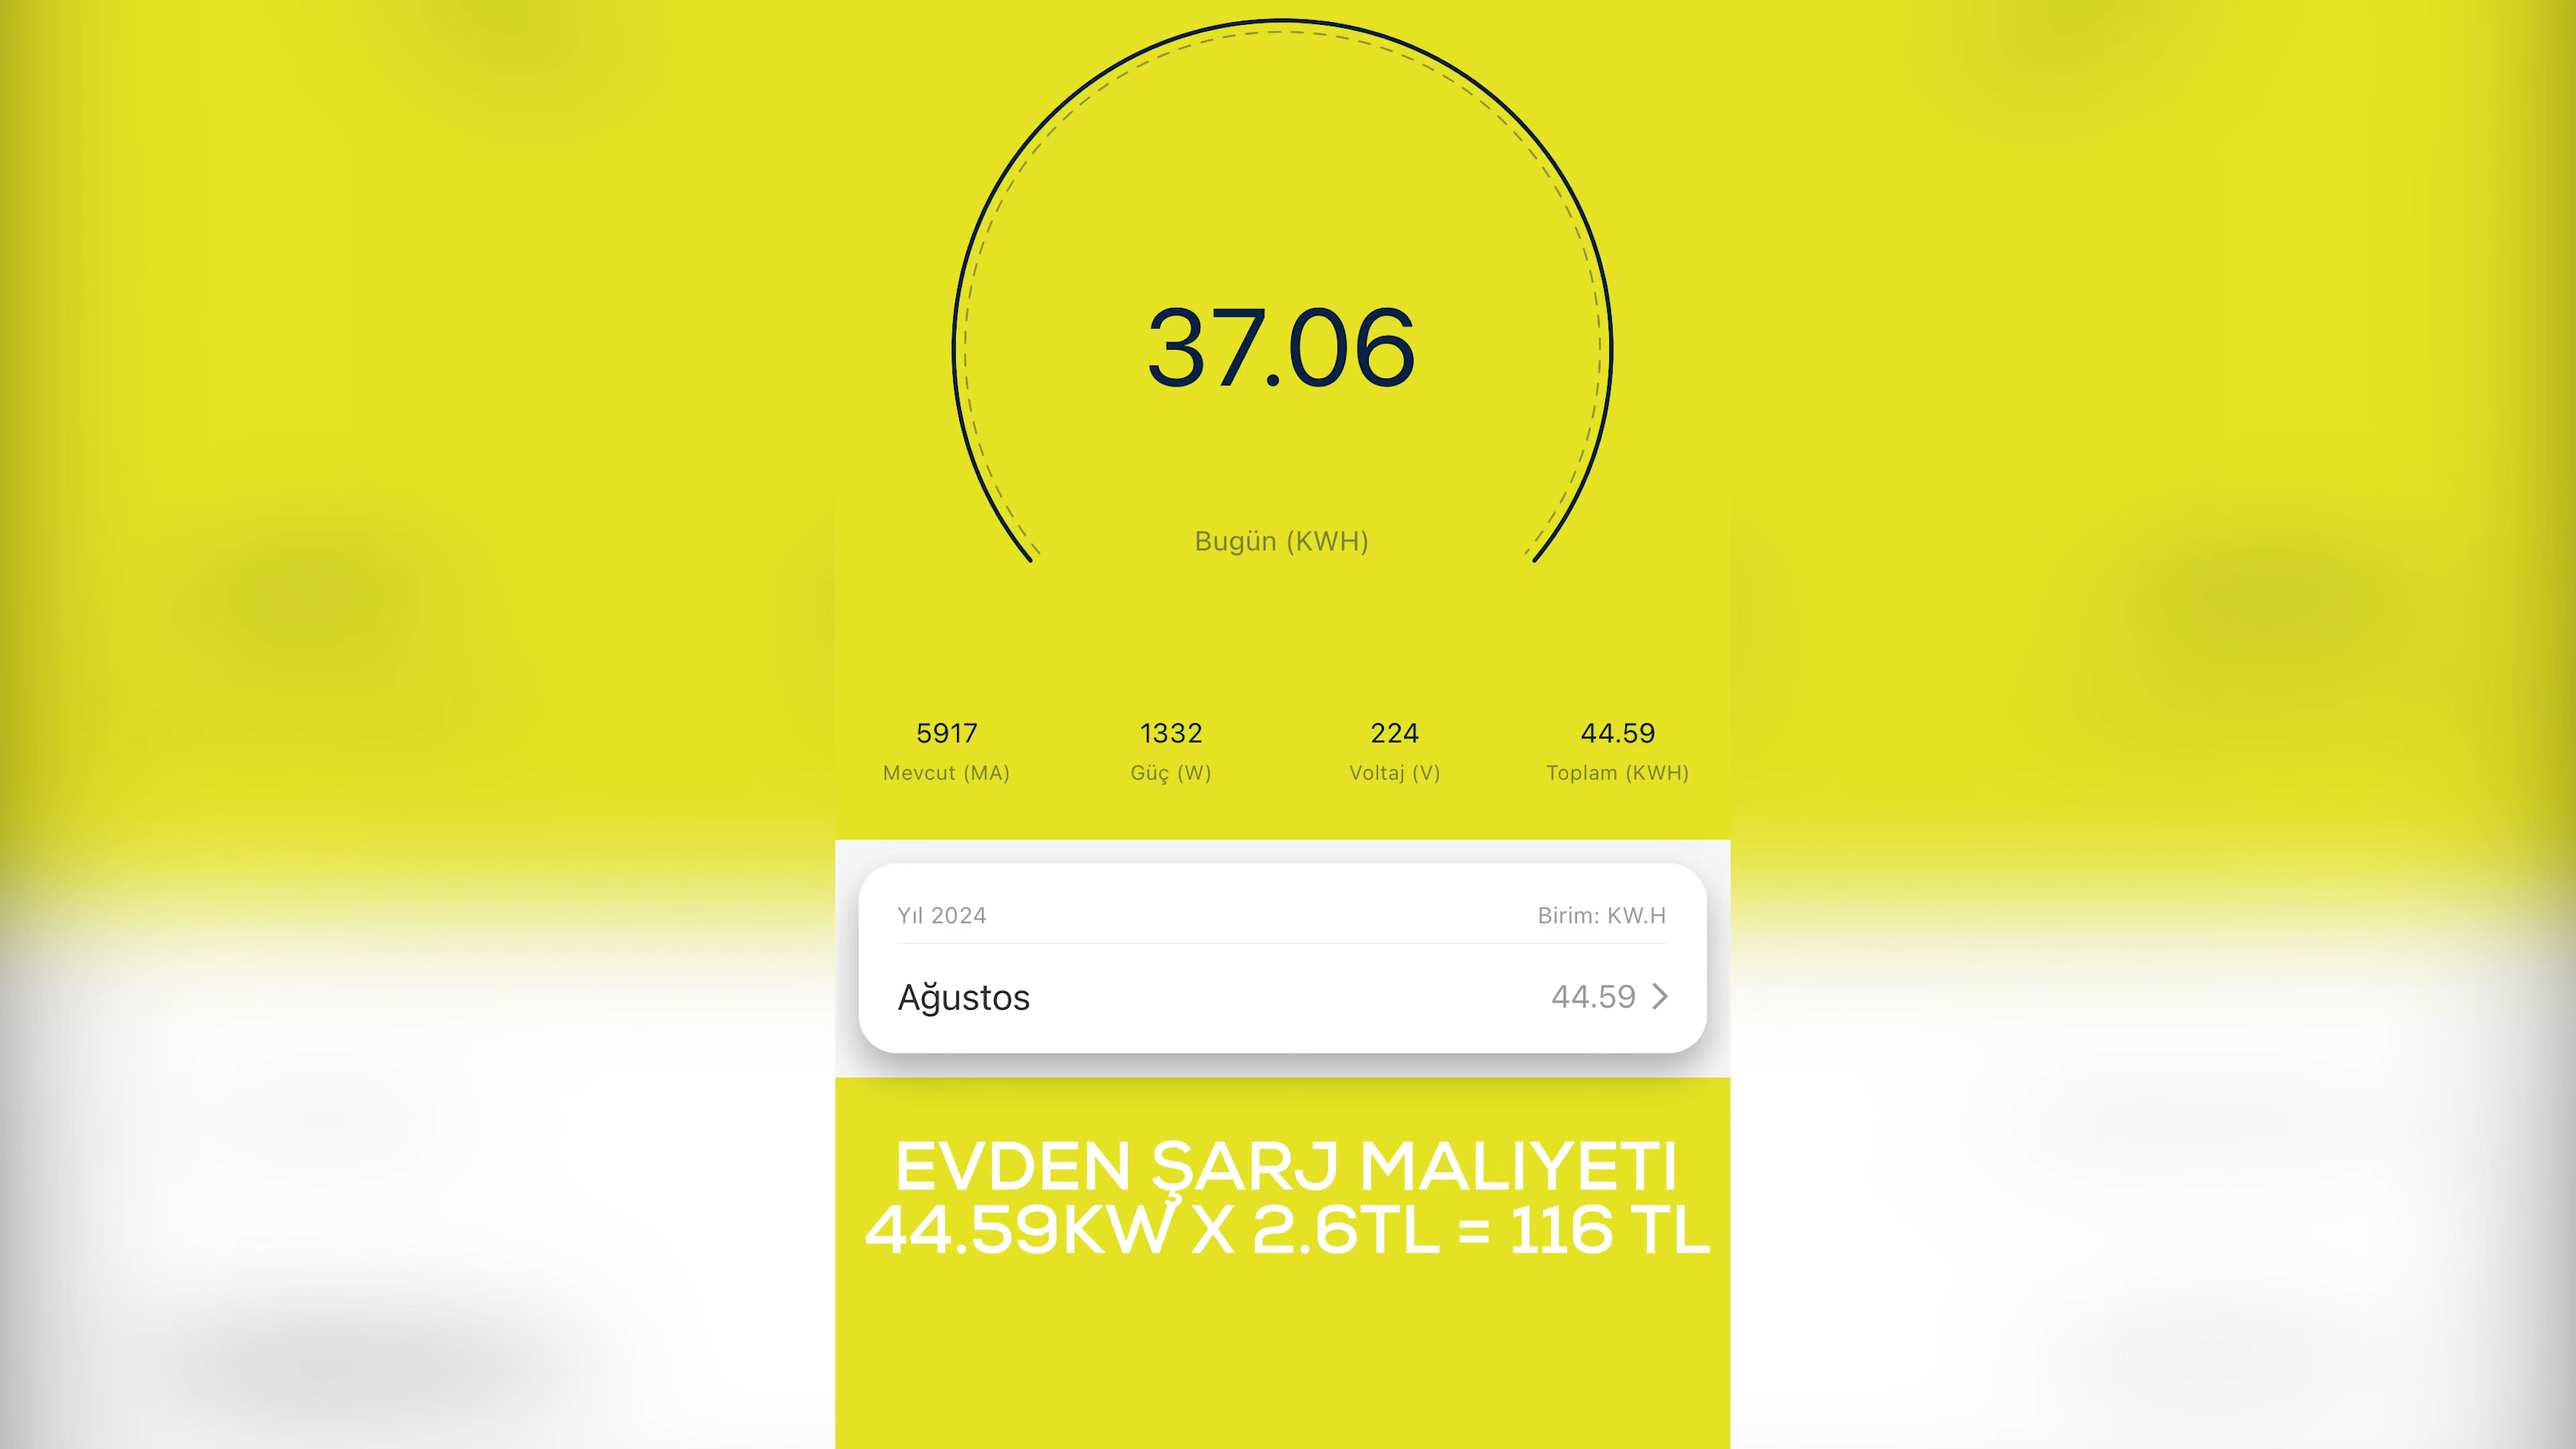 37.06
Bugün (KWH)
5917 1332 224 44.59
Mevcut (MA) Güç (W) Voltaj (V) Toplam (KWH)
Yıl 2024 Birim: KW.H
Ağustos 44.59
EVDEN ŞARJ MALIYETI
44.59KW X 2.6TL = 116 TL